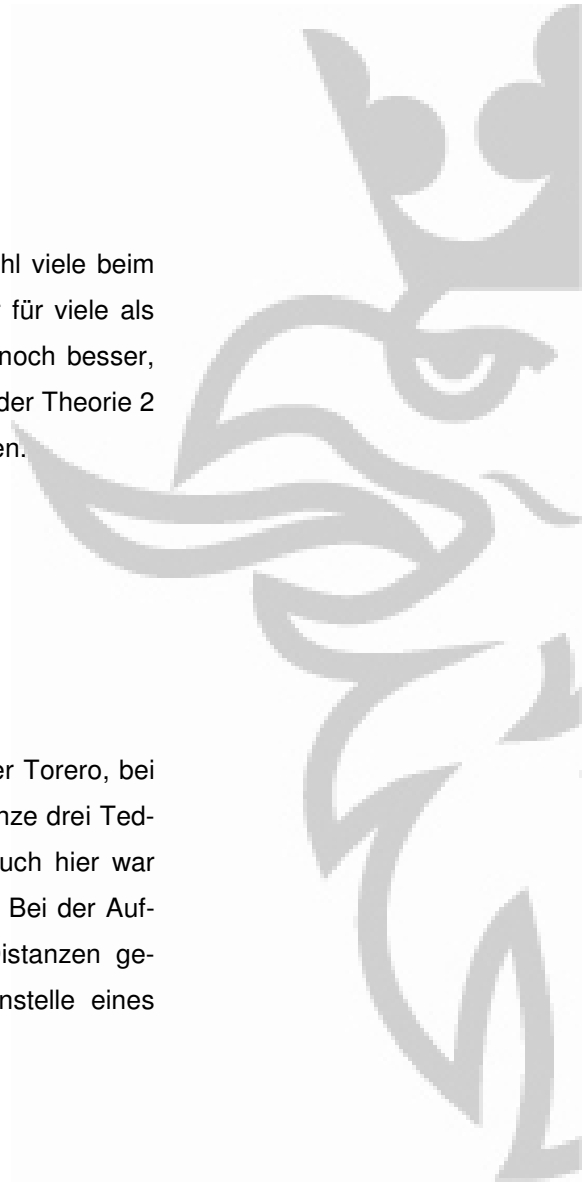 hl viele beim
für viele als
noch besser,
der Theorie 2
en.
er Torero, bei
nze drei Ted-
uch hier war
Bei der Auf-
istanzen ge-
nstelle eines